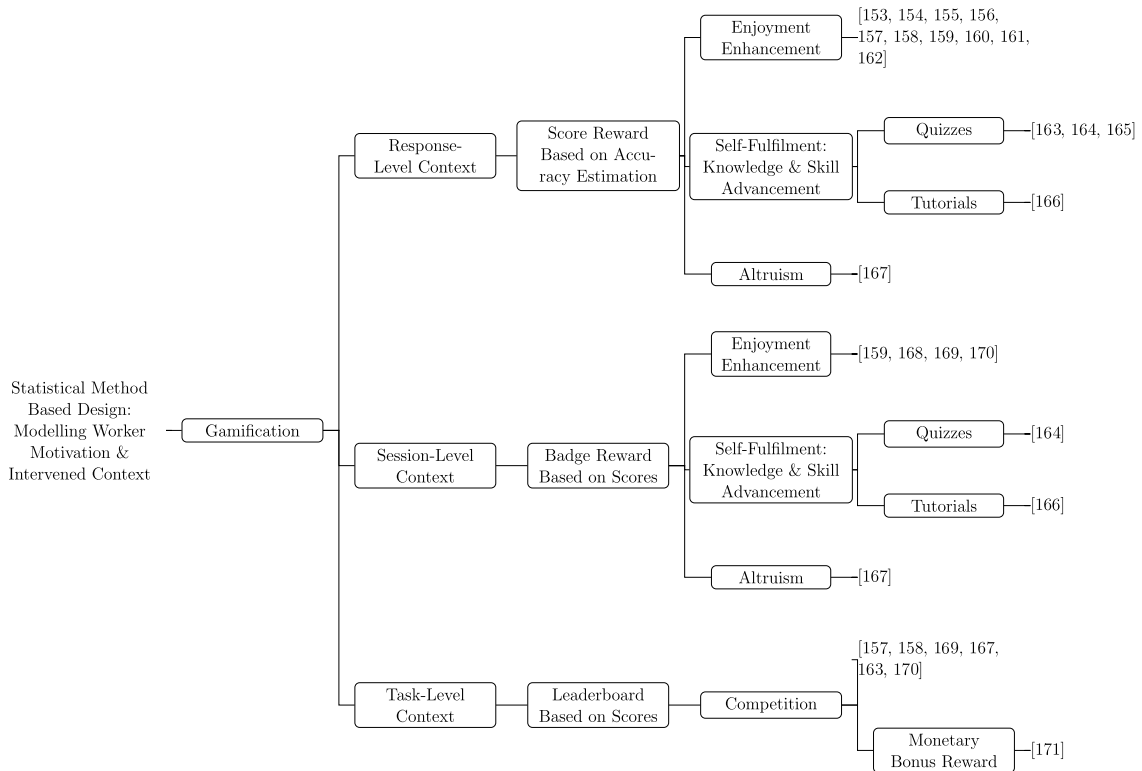 Statistical Method
Based Design:
Modelling Worker
Motivation &
Intervened Context
Gamification
Response-
Level Context
Score Reward
Based on Accu-
racy Estimation
Enjoyment
Enhancement
[153, 154, 155, 156,
157, 158, 159, 160, 161,
162]
Self-Fulfilment:
Knowledge & Skill
Advancement
Quizzes
[163, 164, 165]
Tutorials
[166]
Altruism
[167]
Session-Level
Context
Badge Reward
Based on Scores
Enjoyment
Enhancement
[159, 168, 169, 170]
Self-Fulfilment:
Knowledge & Skill
Advancement
Quizzes
[164]
Tutorials
[166]
Altruism
[167]
Task-Level
Context
Leaderboard
Based on Scores
Competition
[157, 158, 169, 167,
163, 170]
Monetary
Bonus Reward
[171]